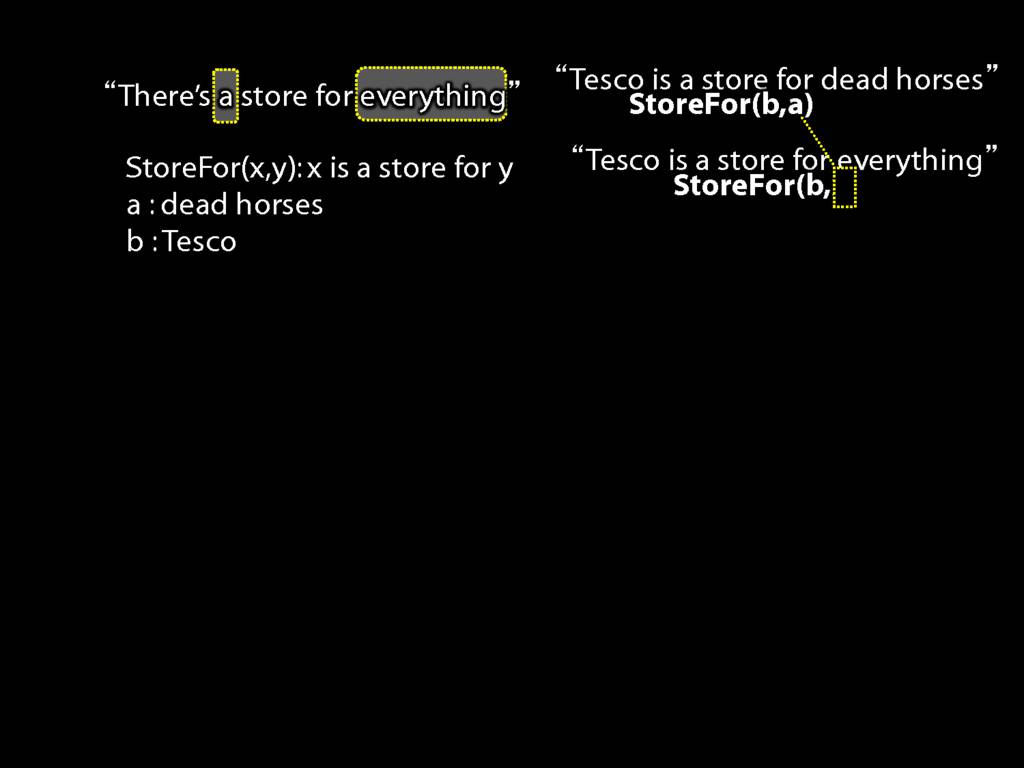 “There’s a store for everything”
StoreFor(x,y): x is a store for y
a : dead horses
b : Tesco
“Tesco is a store for dead horses”
StoreFor(b,a)
“Tesco is a store for everything”
StoreFor(b,